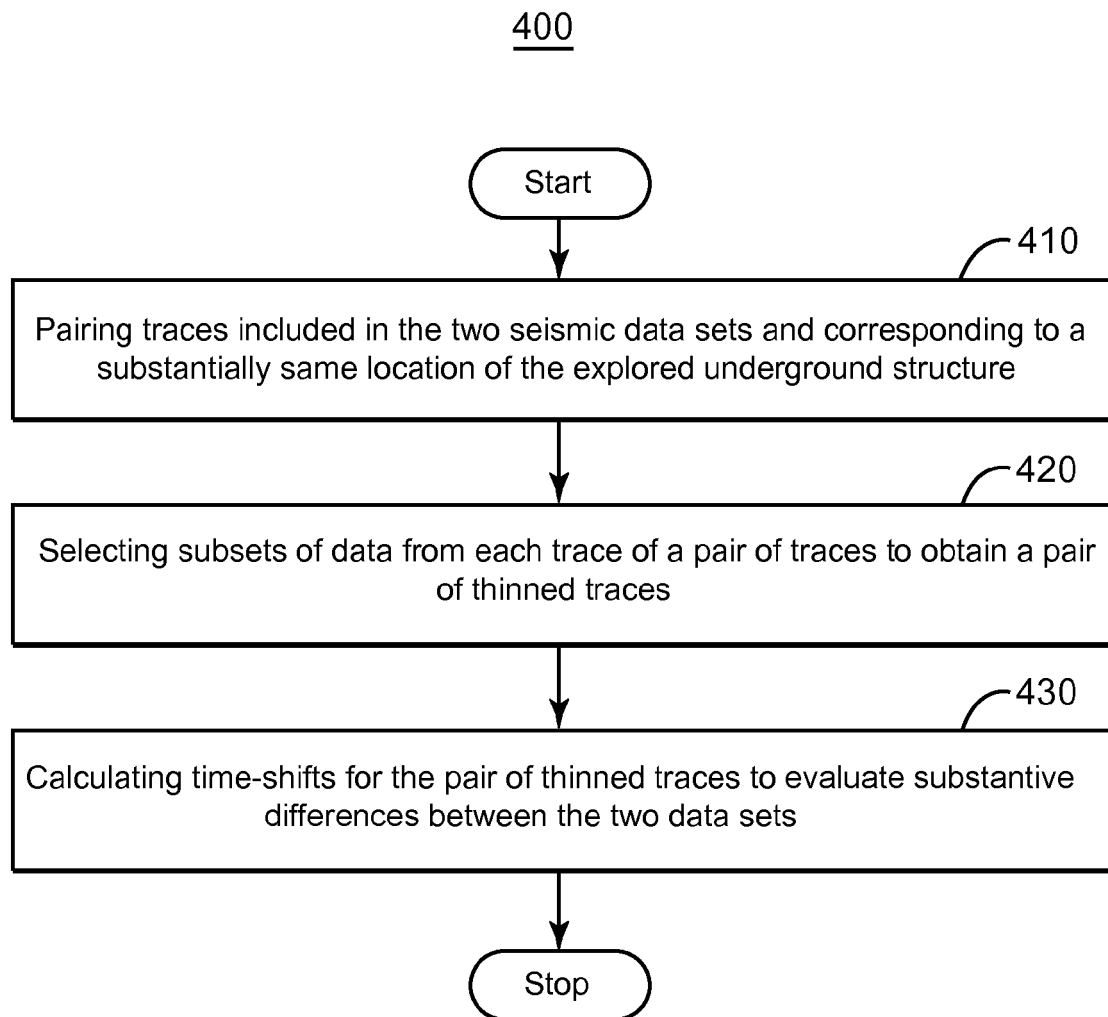 400
Start
410
Pairing traces included in the two seismic data sets and corresponding to a
substantially same location of the explored underground structure
420
Selecting subsets of data from each trace of a pair of traces to obtain a pair
of thinned traces
430
Calculating time-shifts for the pair of thinned traces to evaluate substantive
differences between the two data sets
Stop